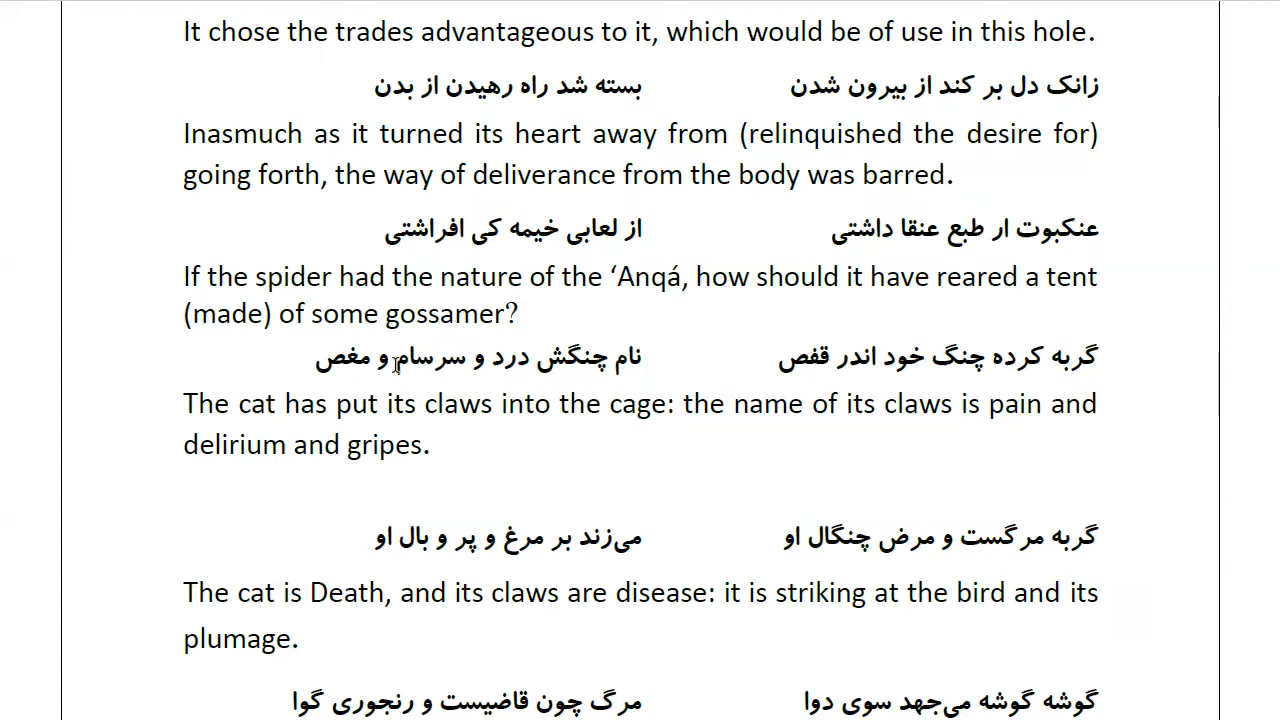 It chose the trades advantageous to it, which would be of use in this hole.
زانک دل بر کند از بیرون شدن بسته شد راه رهیدن از بدن
Inasmuch as it turned its heart away from (relinquished the desire for)
going forth, the way of deliverance from the body was barred.
عنکبوت ار طبع عنقا داشتی از لعابی خیمه کی افراشتی
If the spider had the nature of the ‘Anqá, how should it have reared a tent
(made) of some gossamer?
گربه کرده چنگ خود اندر قفص نام چنگش درد و سرسام و مغص
The cat has put its claws into the cage: the name of its claws is pain and
delirium and gripes.
گربه مرگست و مرض چنگال او می‌زند بر مرغ و پر و بال او
The cat is Death, and its claws are disease: it is striking at the bird and its
plumage.
گوشه گوشه می‌جهد سوی دوا مرگ چون قاضیست و رنجوری گوا